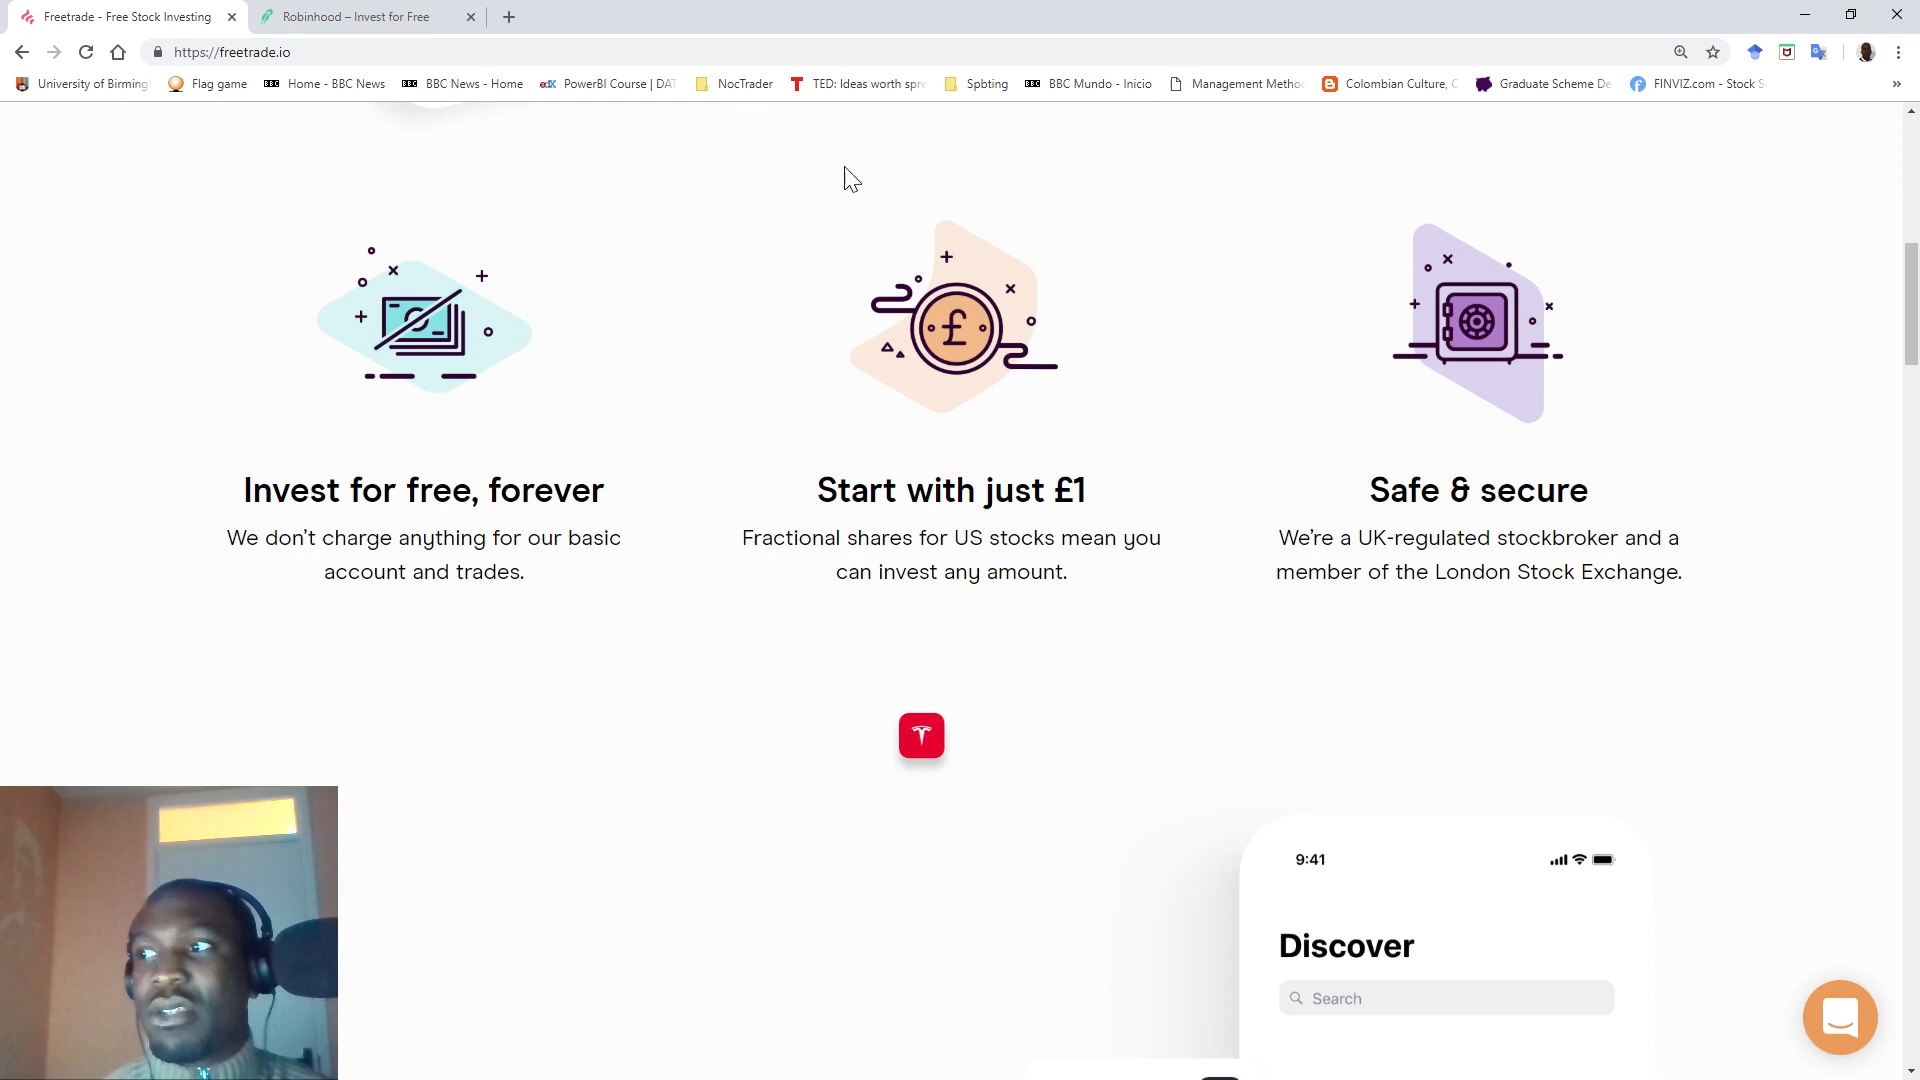 Freetrade - Free Stock Investing
Robinhood – Invest for Free
https://freetrade.io
University of Birming
Flag game
BBC Home - BBC News
BBC BBC News - Home
edX PowerBI Course | DAT
NocTrader
T TED: Ideas worth spre
Spbting
BBC BBC Mundo - Inicio
Management Metho
Colombian Culture, C
Graduate Scheme De
FINVIZ.com - Stock S
Invest for free, forever
We don't charge anything for our basic
account and trades.
£
Start with just £1
Fractional shares for US stocks mean you
can invest any amount.
Safe & secure
We're a UK-regulated stockbroker and a
member of the London Stock Exchange.
9:41
Discover
Search